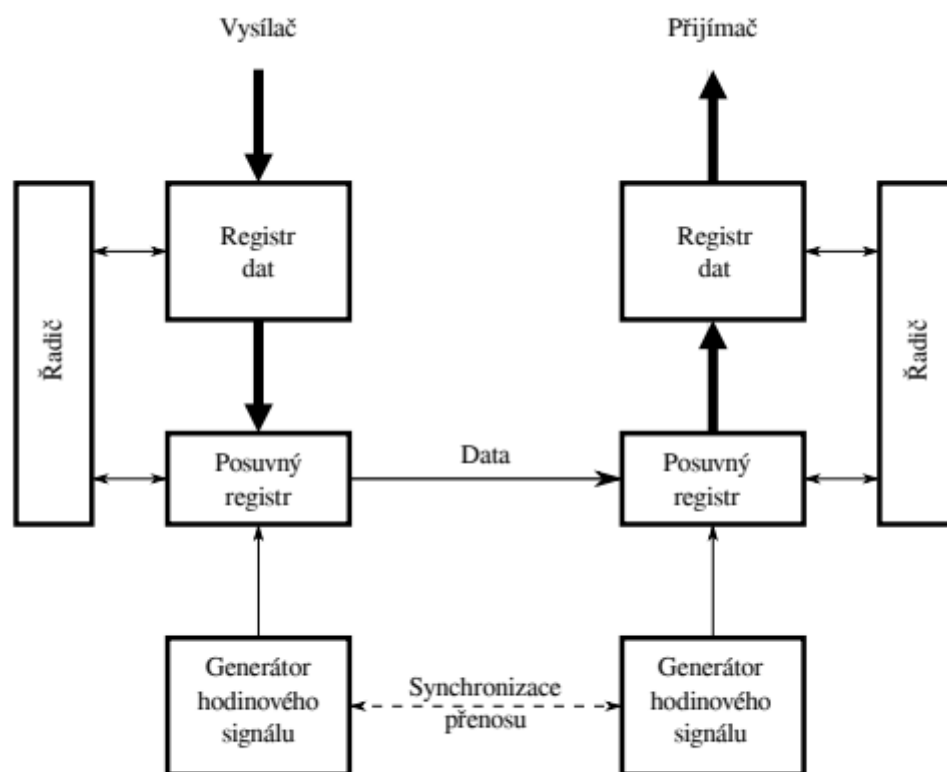 Vysílač
Přijímač
Registr
dat
Registr
dat
Řadič
Řadič
Posuvný
registr
Data
Posuvný
registr
Generátor
hodinového
signálu
Synchronizace
přenosu
Generátor
hodinového
signálu